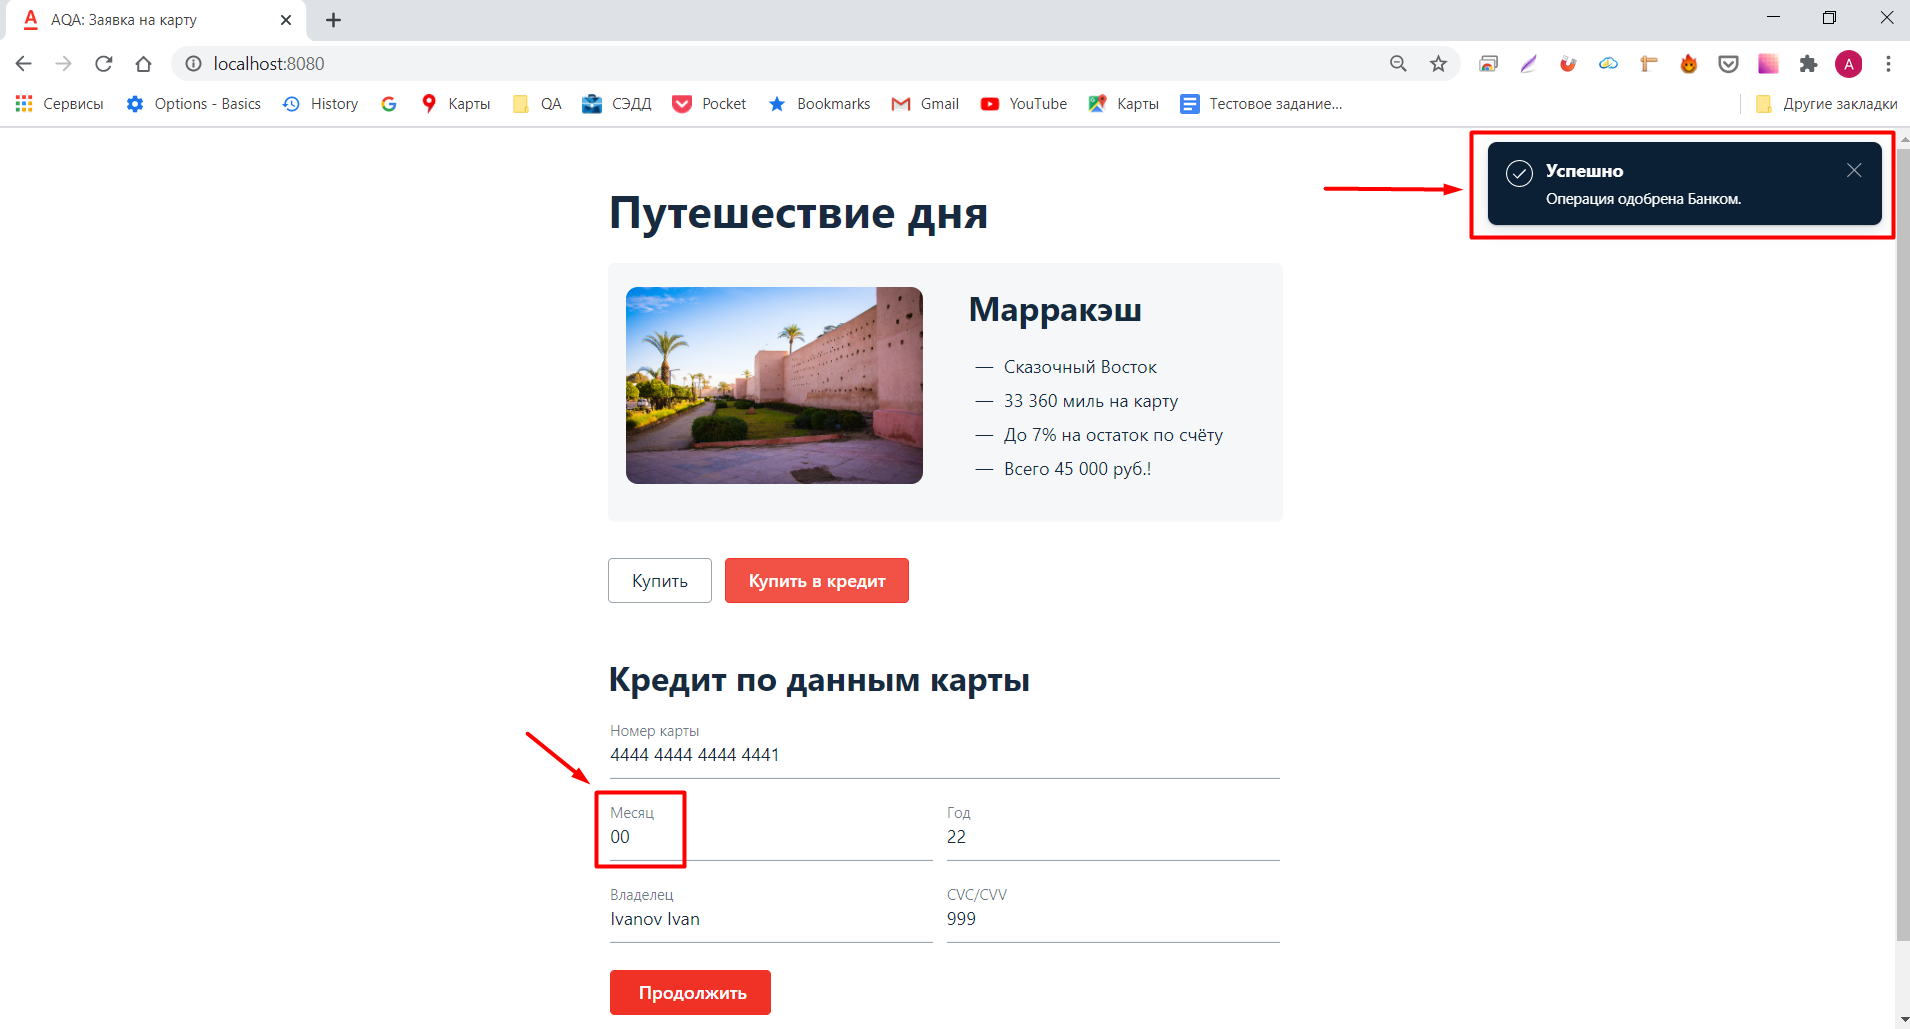 AQA: Заявка на карту
localhost:8080
A
Сервисы
Options - Basics
History
Карты
QA
СЭДД
Pocket
Bookmarks
Gmail
YouTube
Карты
Тестовое задание...
Другие закладки
Успешно
Операция одобрена Банком.
Путешествие дня
Марракэш
— Сказочный Восток
— 33 360 миль на карту
— До 7% на остаток по счёту
— Всего 45 000 руб.!
Купить
Купить в кредит
Кредит по данным карты
Номер карты
4444 4444 4444 4441
Месяц
Год
00
22
Владелец
CVC/CVV
Ivanov Ivan
999
Продолжить